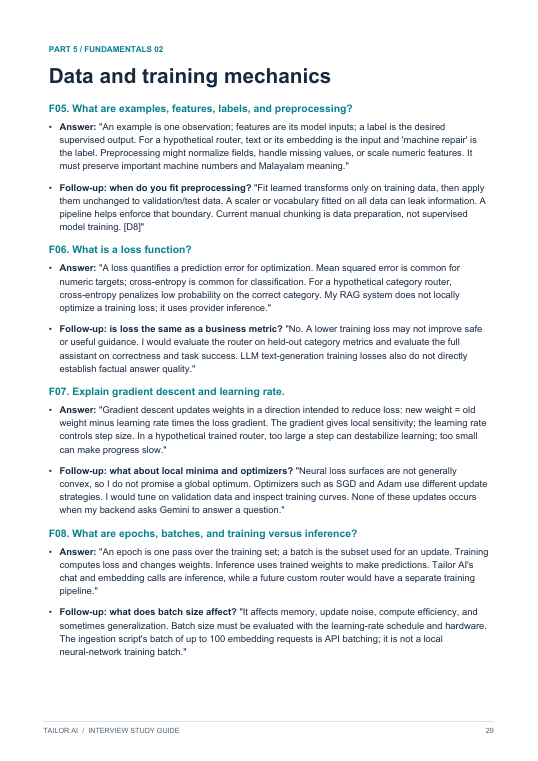 PART 5 / FUNDAMENTALS 02
Data and training mechanics
F05. What are examples, features, labels, and preprocessing?
• Answer: "An example is one observation; features are its model inputs; a label is the desired
supervised output. For a hypothetical router, text or its embedding is the input and 'machine repair' is
the label. Preprocessing might normalize fields, handle missing values, or scale numeric features. It
must preserve important machine numbers and Malayalam meaning."
• Follow-up: when do you fit preprocessing? "Fit learned transforms only on training data, then apply
them unchanged to validation/test data. A scaler or vocabulary fitted on all data can leak information. A
pipeline helps enforce that boundary. Current manual chunking is data preparation, not supervised
model training. [D8]"
F06. What is a loss function?
• Answer: "A loss quantifies a prediction error for optimization. Mean squared error is common for
numeric targets; cross-entropy is common for classification. For a hypothetical category router,
cross-entropy penalizes low probability on the correct category. My RAG system does not locally
optimize a training loss; it uses provider inference."
• Follow-up: is loss the same as a business metric? "No. A lower training loss may not improve safe
or useful guidance. I would evaluate the router on held-out category metrics and evaluate the full
assistant on correctness and task success. LLM text-generation training losses also do not directly
establish factual answer quality."
F07. Explain gradient descent and learning rate.
• Answer: "Gradient descent updates weights in a direction intended to reduce loss: new weight = old
weight minus learning rate times the loss gradient. The gradient gives local sensitivity; the learning rate
controls step size. In a hypothetical trained router, too large a step can destabilize learning; too small
can make progress slow."
• Follow-up: what about local minima and optimizers? "Neural loss surfaces are not generally
convex, so I do not promise a global optimum. Optimizers such as SGD and Adam use different update
strategies. I would tune on validation data and inspect training curves. None of these updates occurs
when my backend asks Gemini to answer a question."
F08. What are epochs, batches, and training versus inference?
• Answer: "An epoch is one pass over the training set; a batch is the subset used for an update. Training
computes loss and changes weights. Inference uses trained weights to make predictions. Tailor AI's
chat and embedding calls are inference, while a future custom router would have a separate training
pipeline."
• Follow-up: what does batch size affect? "It affects memory, update noise, compute efficiency, and
sometimes generalization. Batch size must be evaluated with the learning-rate schedule and hardware.
The ingestion script's batch of up to 100 embedding requests is API batching; it is not a local
neural-network training batch."
TAILOR AI / INTERVIEW STUDY GUIDE
29